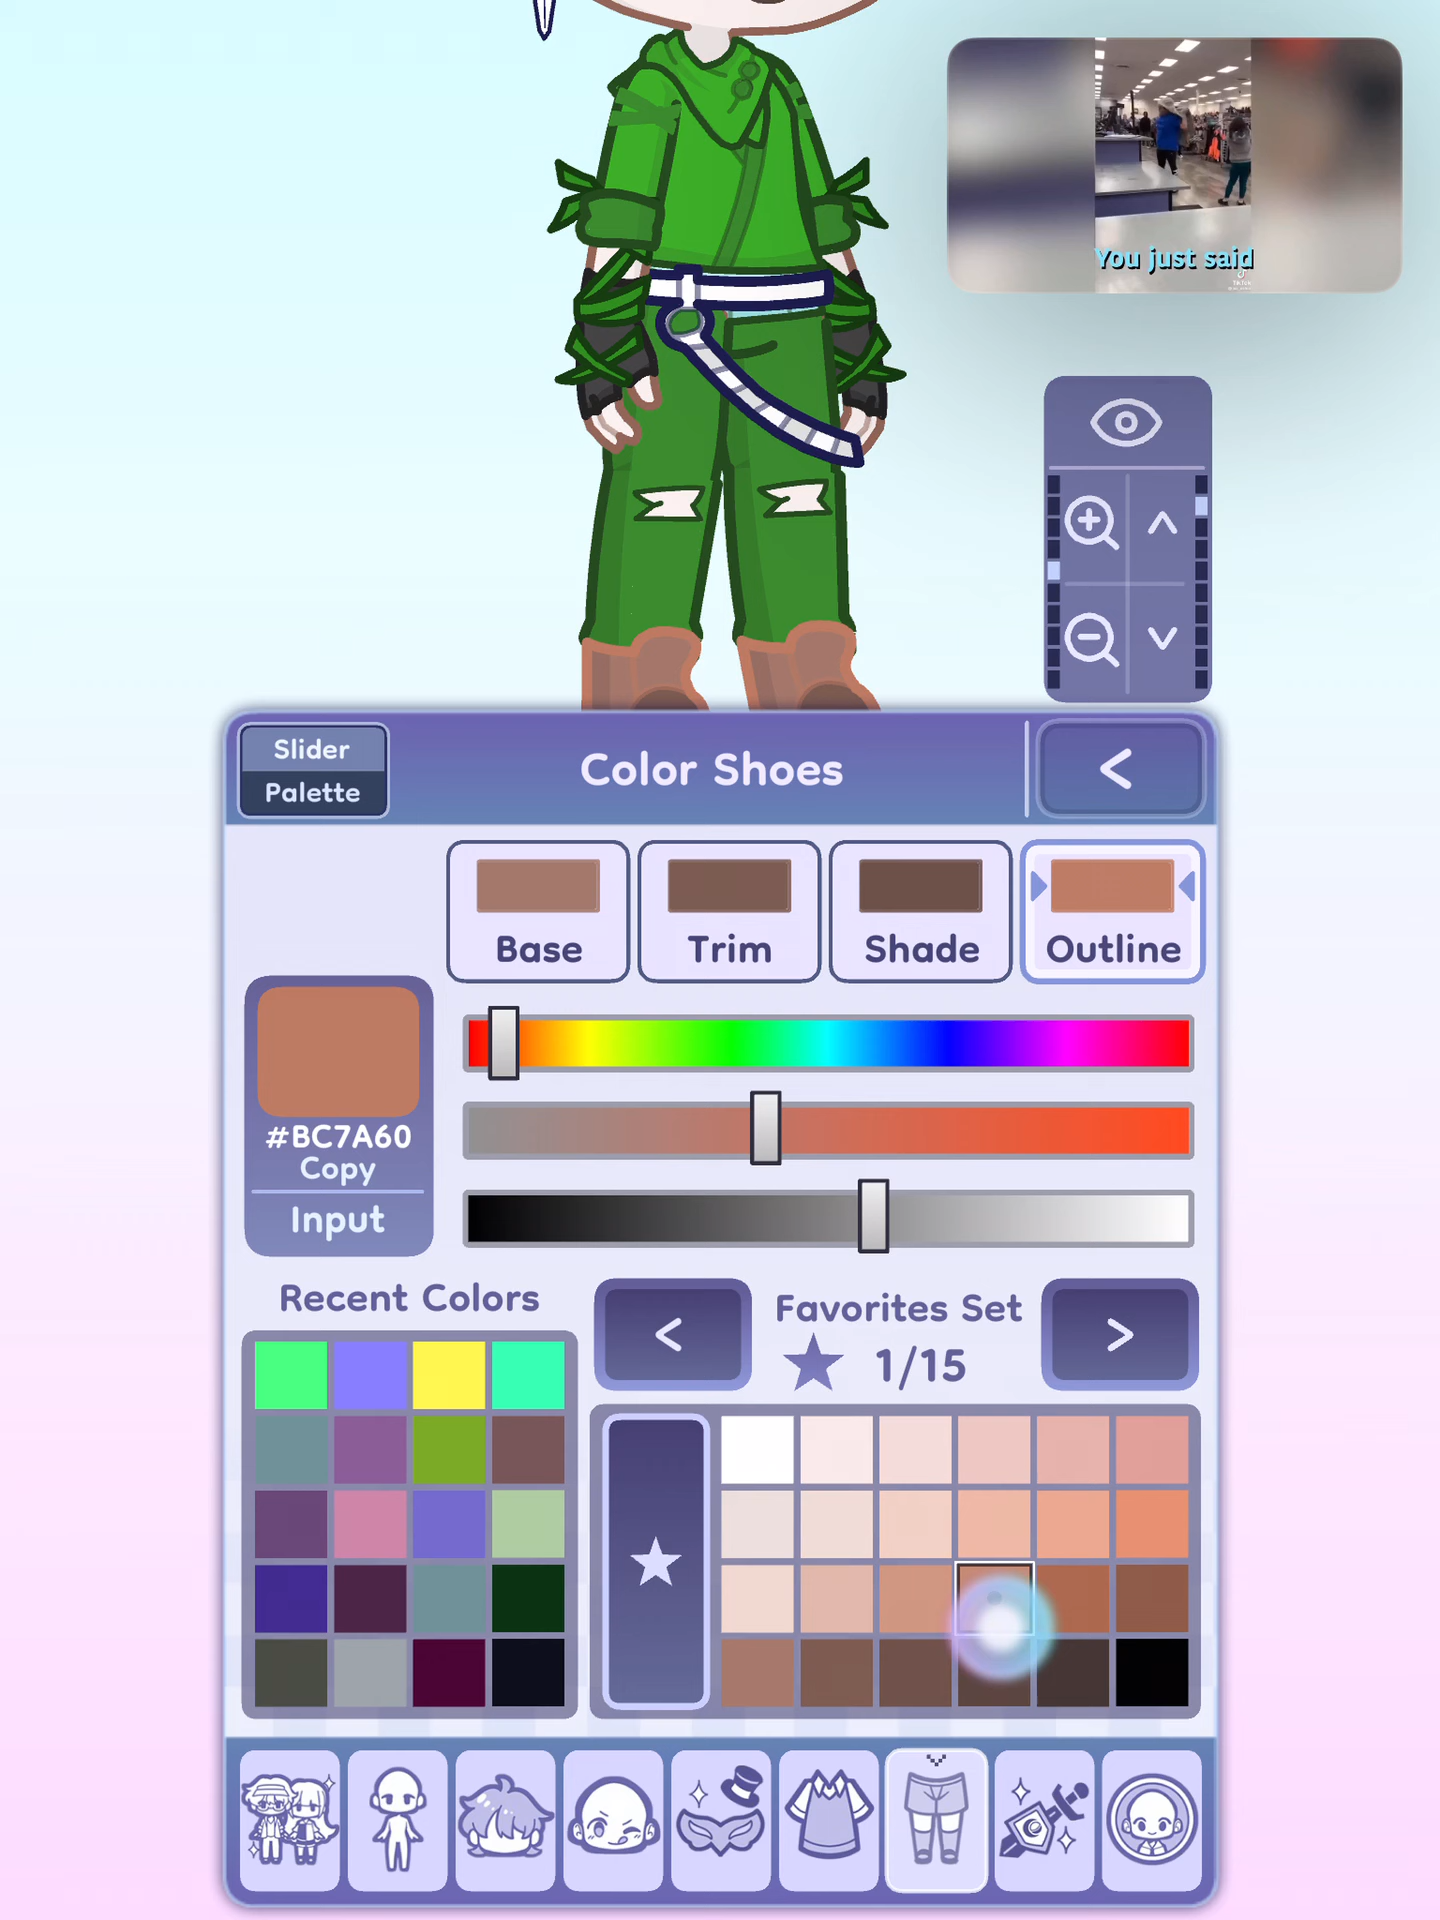 You just said
Slider
Palette
Color Shoes
Base
Trim
Shade
Outline
#BC7A60
Copy
Input
Recent Colors
Favorites Set
1/15